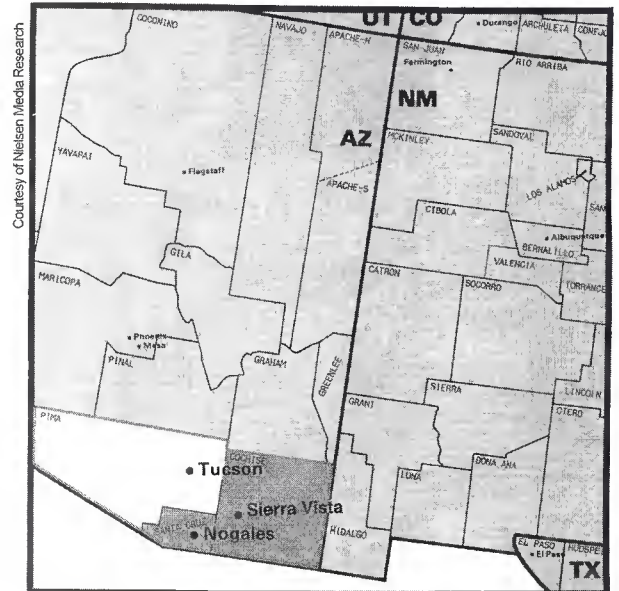 Courtesy of Nielsen Media Research
UT CO
COCONINO
NAVAJO
APACHE-N
SAN JUAN
Durango
ARCHULETA
CONEJ
Farmington
RIO ARRIBA
NM
AZ
MCKINLEY
SANDOVAL
YAVAPAI
Flagstaff
APACHE-S
LOS ALAMOS
SAN
CIBOLA
Albuquerque
BERNALILLO
GILA
VALENCIA
MARICOPA
CATRON
SOCORRO
TORRANCE
Phoenix
Mesa
PINAL
GRAHAM
GREENLEE
SIERRA
LINCOLN
PIMA
GRANT
OTERO
COCHISE
DONA ANA
Tucson
LUNA
Sierra Vista
SANTA CRUZ
Nogales
HIDALGO
EL PASO
HUDSPE
El Paso
TX